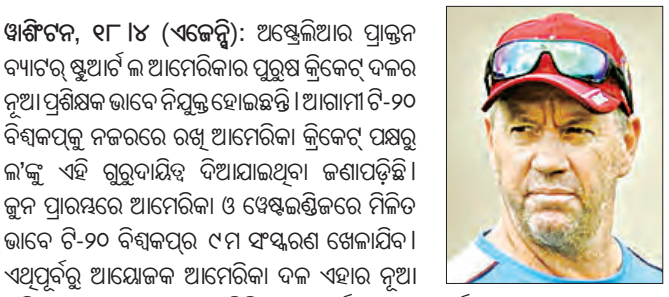 ୱାଶିଂଟନ, ୧୮ ।୪ (ଏଜେନ୍ସି): ଅଷ୍ଟ୍ରେଲିଆର ପ୍ରାକ୍ତନ
ବ୍ୟାଟର୍ ଷ୍ଟୁଆର୍ଟ ଲ ଆମେରିକାର ପୁରୁଷ କ୍ରିକେଟ୍ ଦଳର
ନୂଆ ପ୍ରଶିକ୍ଷକ ଭାବେ ନିଯୁକ୍ତ ହୋଇଛନ୍ତି । ଆଗାମୀ ଟି-୨୦
ବିଶ୍ୱକପ୍‌କୁ ନଜରରେ ରଖି ଆମେରିକା କ୍ରିକେଟ୍ ପକ୍ଷରୁ
ଲ'ଙ୍କୁ ଏହି ଗୁରୁଦାୟିତ୍ୱ ଦିଆଯାଇଥିବା ଜଣାପଡ଼ିଛି ।
ଜୁନ ପ୍ରାରମ୍ଭରେ ଆମେରିକା ଓ ୱେଷ୍ଟଇଣ୍ଡିଜରେ ମିଳିତ
ଭାବେ ଟି-୨୦ ବିଶ୍ୱକପ୍‌ର ୯ମ ସଂସ୍କରଣ ଖେଳାଯିବ ।
ଏଥିପୂର୍ବରୁ ଆୟୋଜକ ଆମେରିକା ଦଳ ଏହାର ନୂଆ